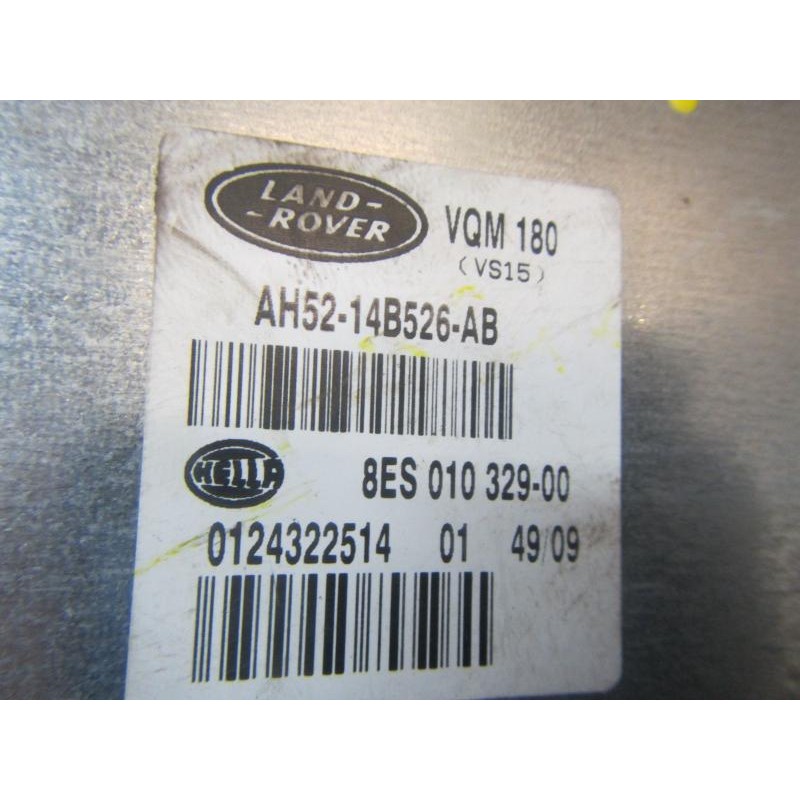 LAND-
-ROVER
VQM 180
(VS15)
AH52-14B526-AB
HELLA
8ES 010 329-00
0124322514 01 49/09